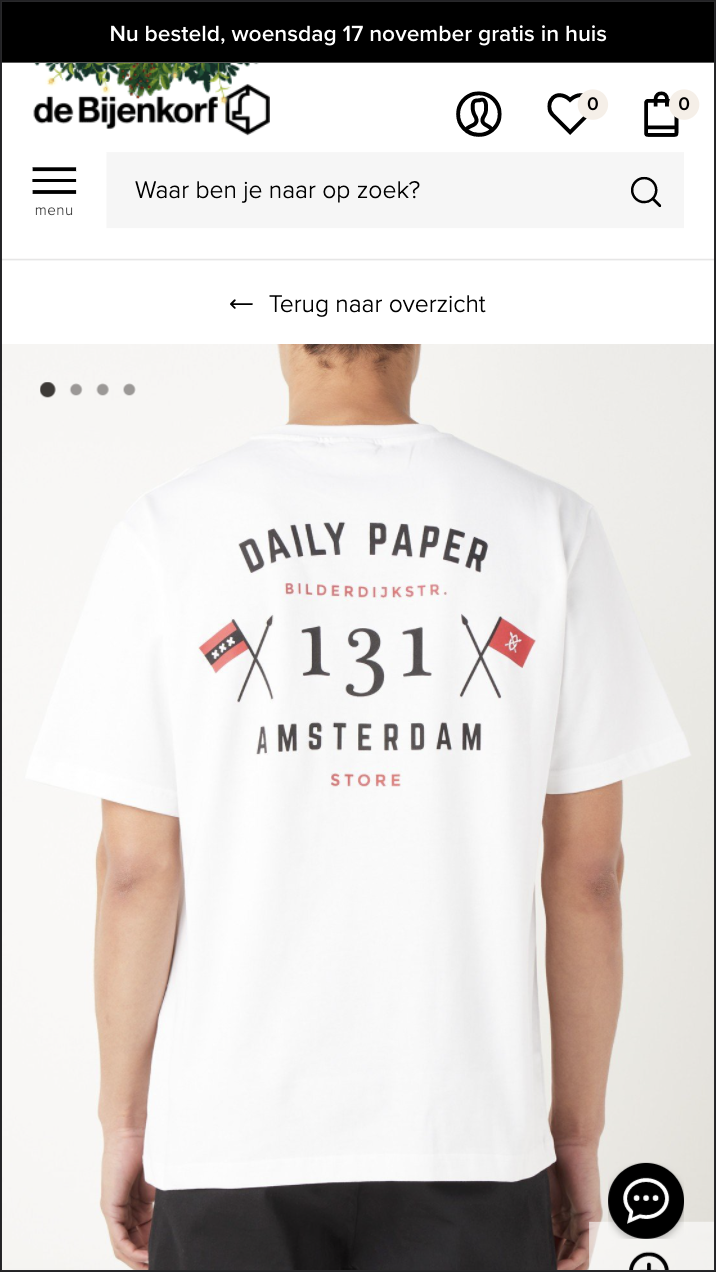 Nu besteld, woensdag 17 november gratis in huis
de Bijenkorf
0
0
menu
Waar ben je naar op zoek?
← Terug naar overzicht
DAILY PAPER
BILDERDIJKSTR.
131
AMSTERDAM
STORE